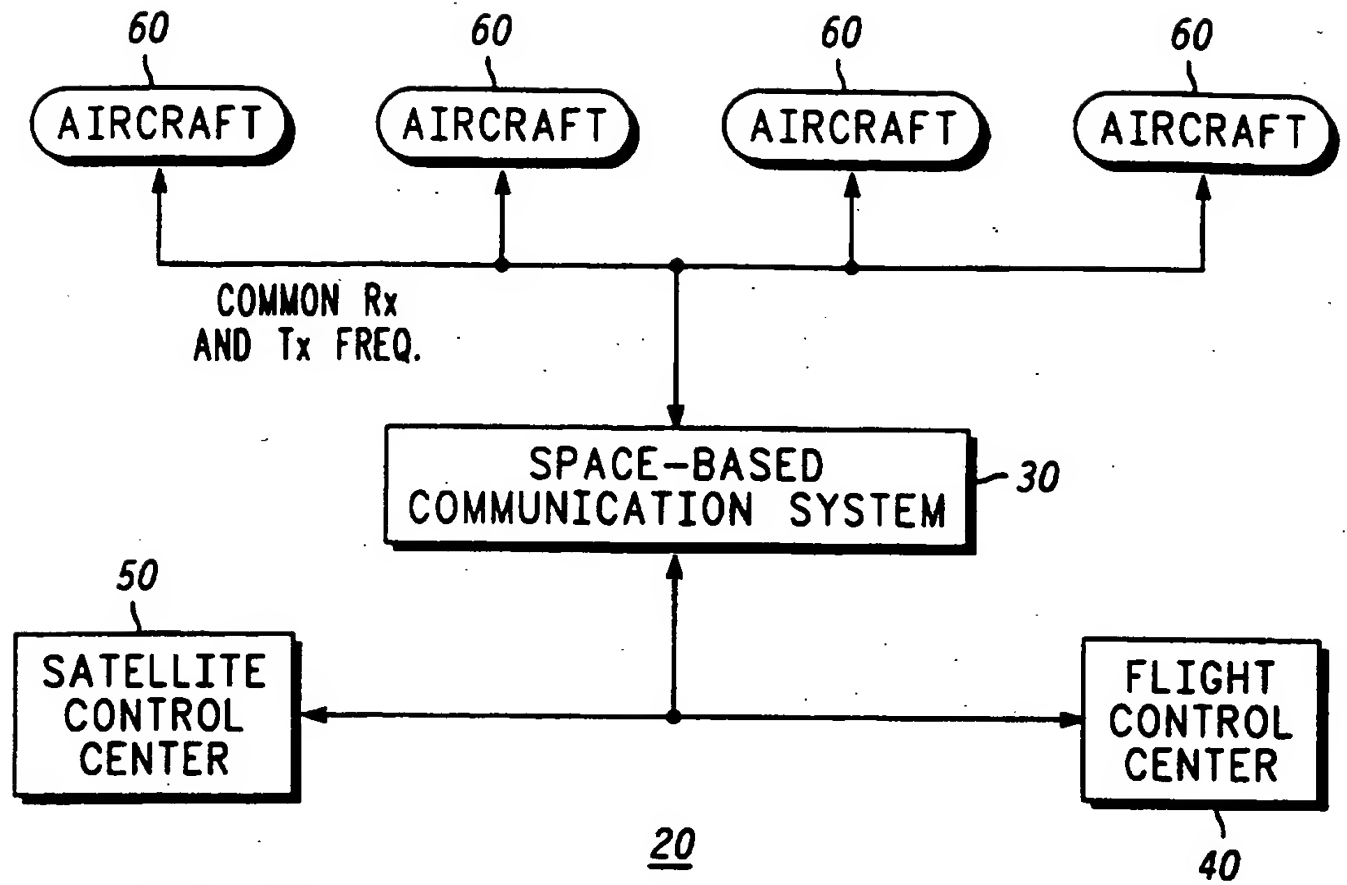 60 60 60 60
AIRCRAFT AIRCRAFT AIRCRAFT AIRCRAFT
COMMON Rx
AND Tx FREQ.
SPACE-BASED
COMMUNICATION SYSTEM
30
50
SATELLITE
CONTROL
CENTER
FLIGHT
CONTROL
CENTER
40
20